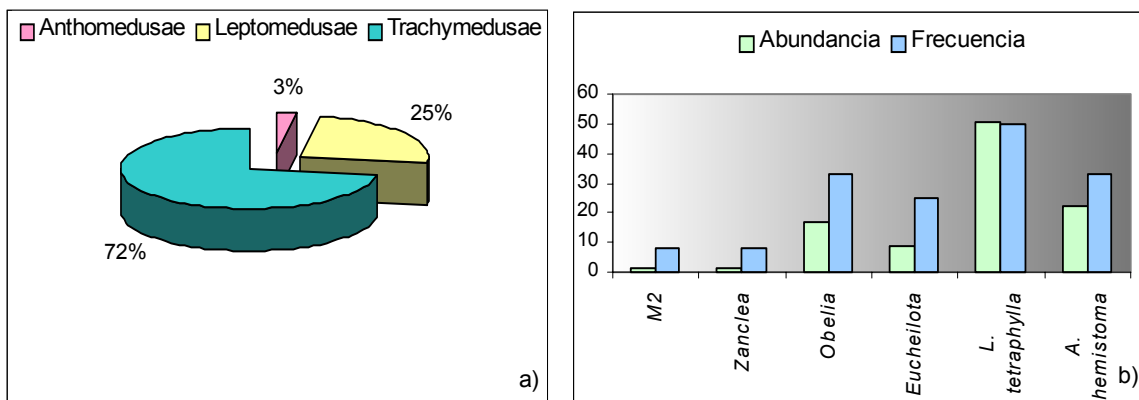 Anthomedusae Leptomedusae Trachymedusae
3%
25%
72%
a)
Abundancia Frecuencia
60
50
40
30
20
10
0
M2
Zanclea
Obelia
Eucheilota
L.
tetraphylla
A.
hemistoma
b)